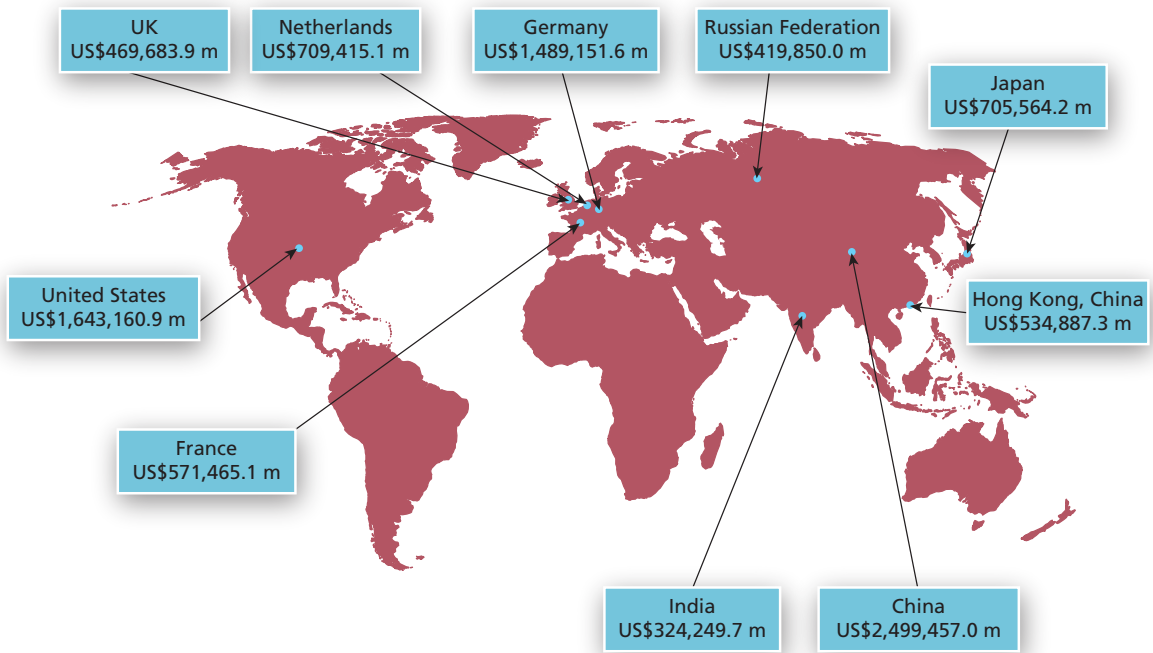 UK
US$469,683.9 m
Netherlands
US$709,415.1 m
Germany
US$1,489,151.6 m
Russian Federation
US$419,850.0 m
Japan
US$705,564.2 m
United States
US$1,643,160.9 m
Hong Kong, China
US$534,887.3 m
France
US$571,465.1 m
India
US$324,249.7 m
China
US$2,499,457.0 m